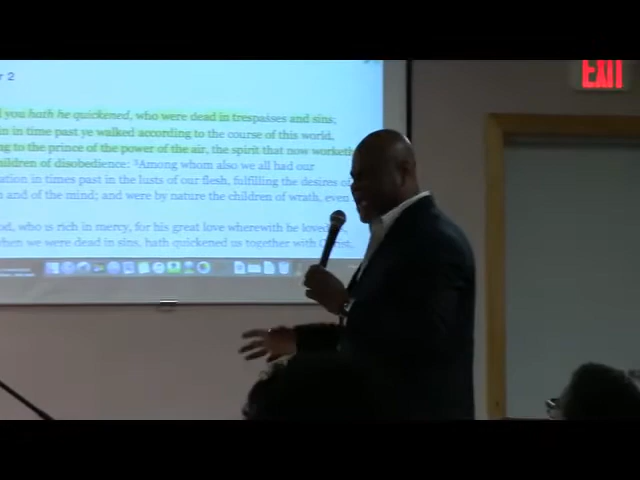 r 2
EXIT
you hath he quickened, who were dead in trespasses and sins;
in in time past ye walked according to the course of this world,
g to the prince of the power of the air, the spirit that now worketh
hildren of disobedience: ³Among whom also we all had our
ation in times past in the lusts of our flesh, fulfilling the desires of
and of the mind; and were by nature the children of wrath, even
od, who is rich in mercy, for his great love wherewith he loved
when we were dead in sins, hath quickened us together with Christ,